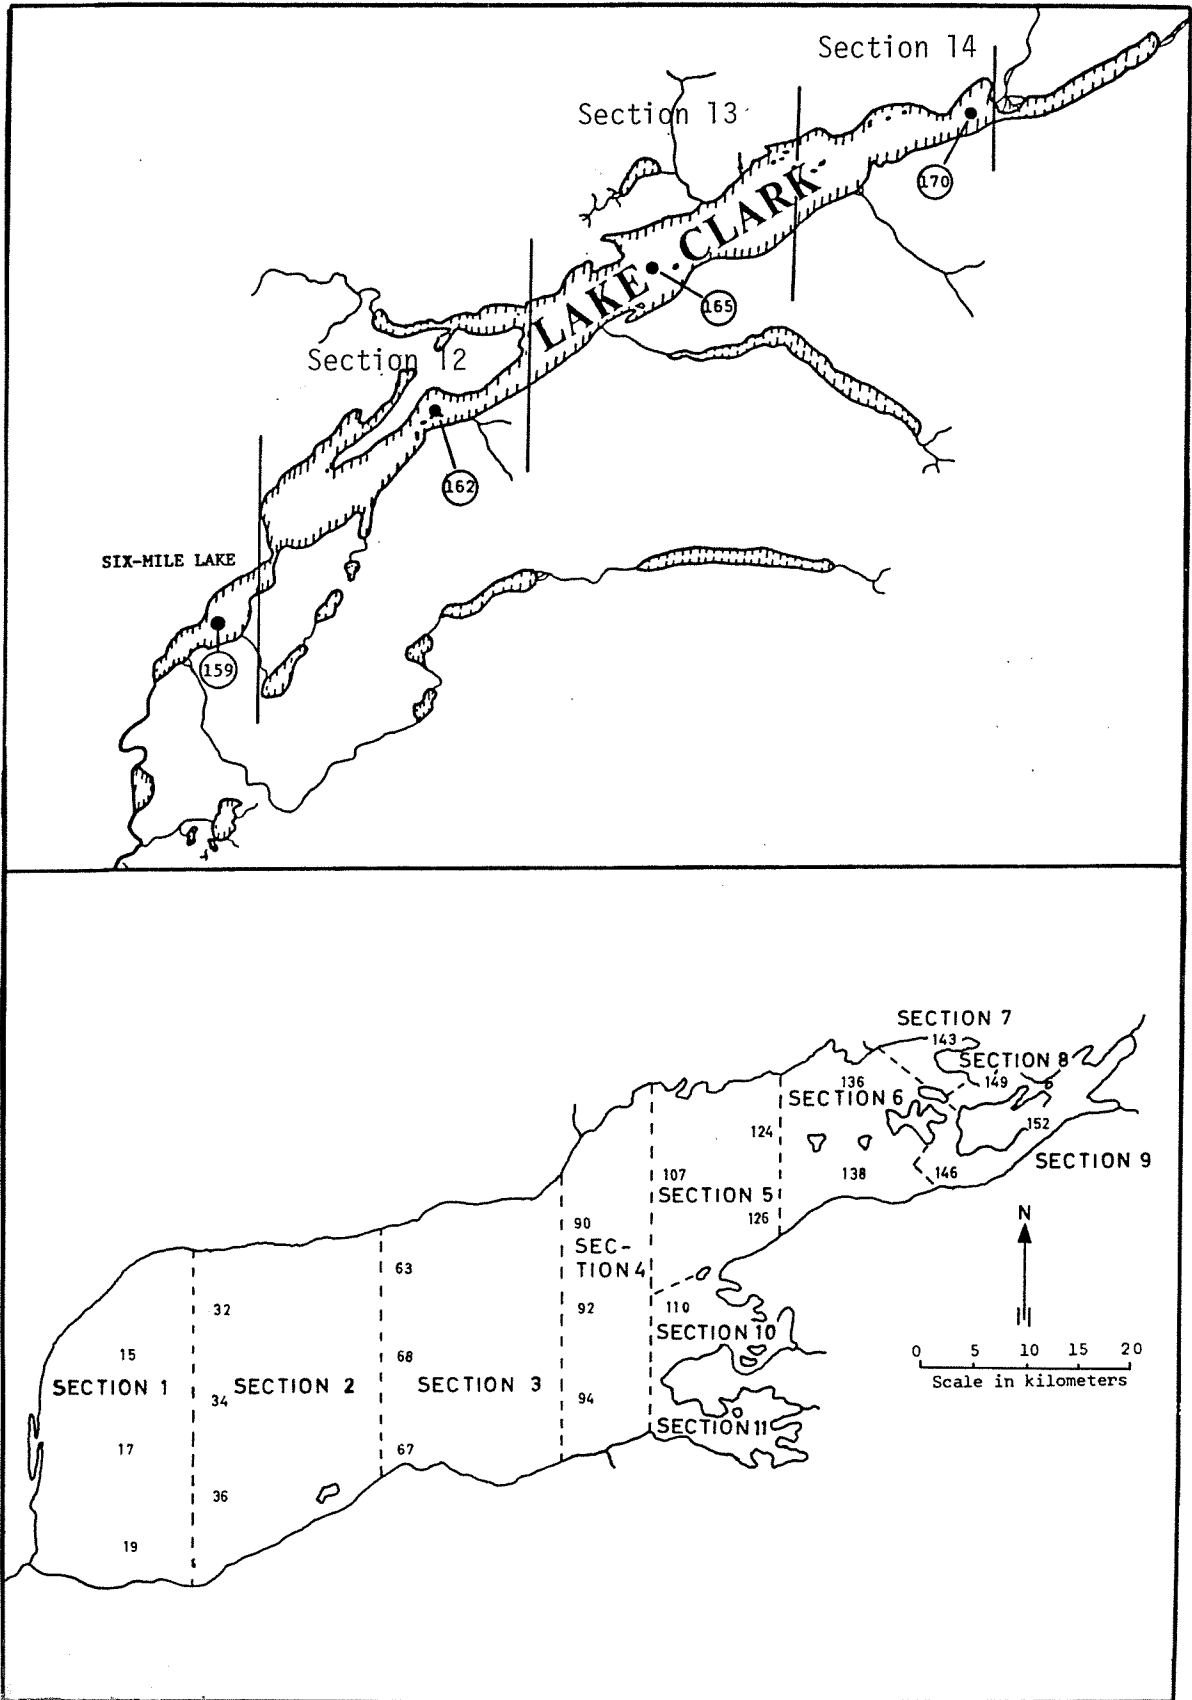 Section 14
Section 13
170
LAKE CLARK
165
Section 12
162
SIX-MILE LAKE
159
SECTION 7
143
SECTION 8
136
149
SECTION 6
6
124
152
138
146
SECTION 9
107
SECTION 5
126
90
SEC-
TION 4
N
63
32
92
110
SECTION 10
0 5 10 15 20
Scale in kilometers
15
68
SECTION 1
SECTION 2
SECTION 3
34
94
SECTION 11
17
67
36
19